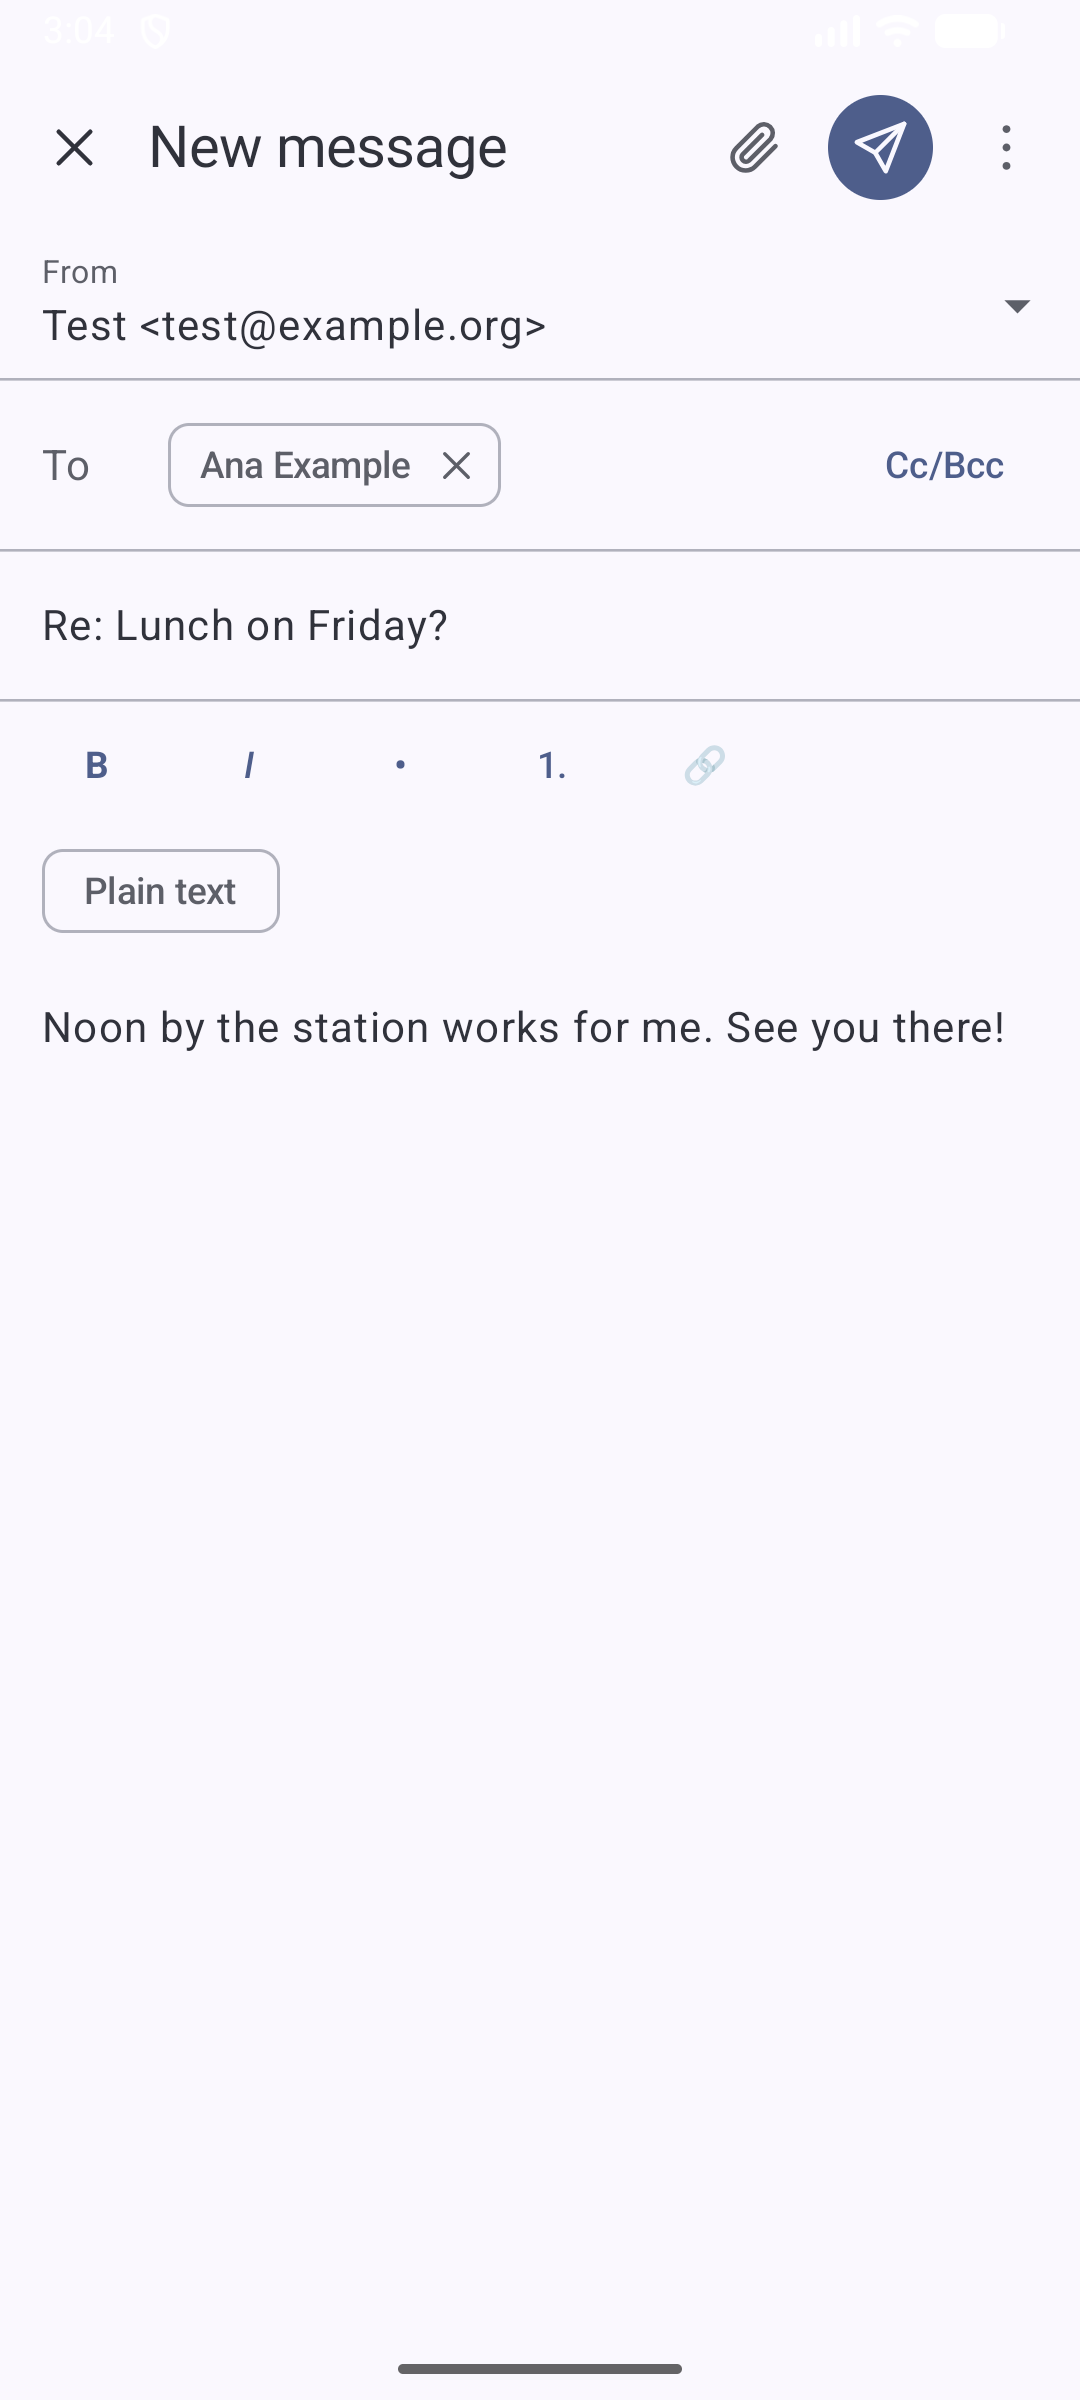 3:04
New message
From
Test <test@example.org>
To
Ana Example
Cc/Bcc
Re: Lunch on Friday?
B I • 1.
Plain text
Noon by the station works for me. See you there!